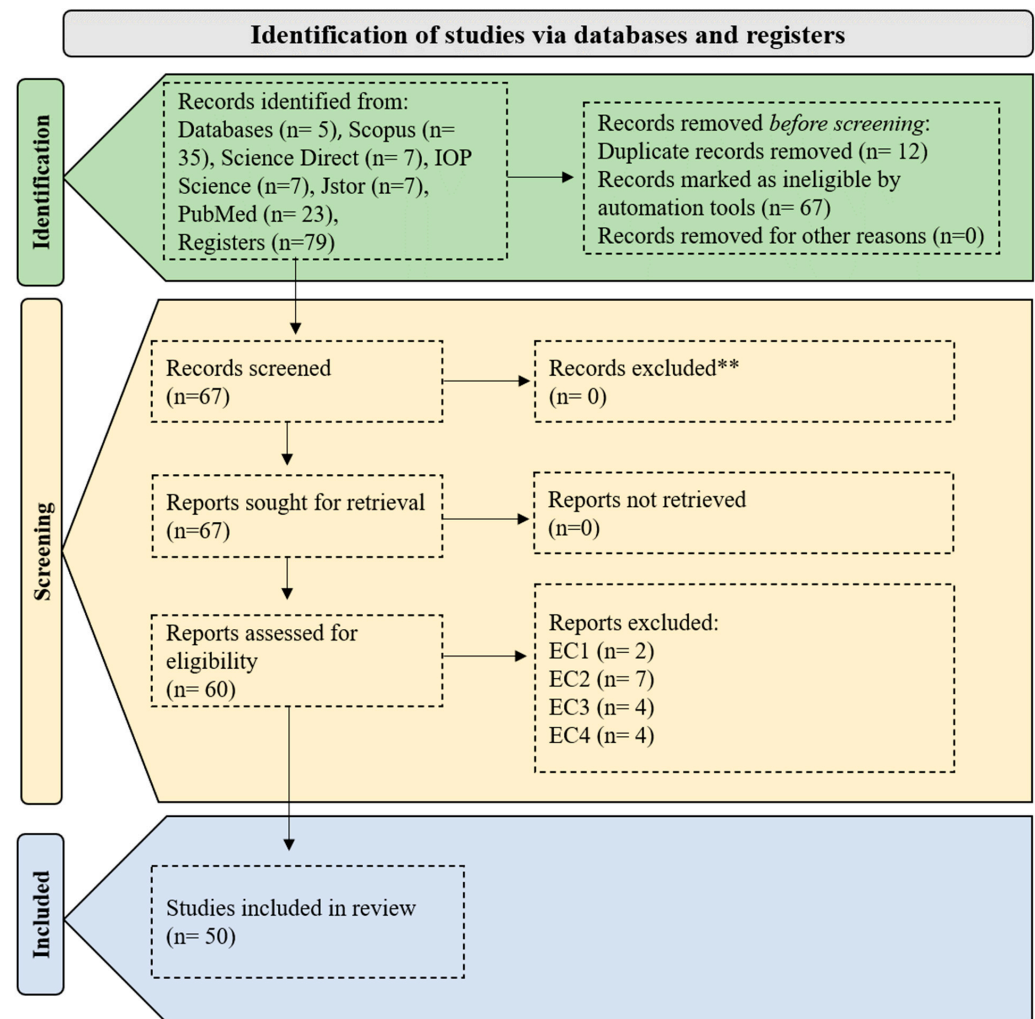 Identification of studies via databases and registers
Identification
Records identified from:
Databases (n= 5), Scopus (n=
35), Science Direct (n= 7), IOP
Science (n=7), Jstor (n=7),
PubMed (n= 23),
Registers (n=79)
Records removed before screening:
Duplicate records removed (n= 12)
Records marked as ineligible by
automation tools (n= 67)
Records removed for other reasons (n=0)
Screening
Records screened
(n=67)
Records excluded**
(n= 0)
Reports sought for retrieval
(n=67)
Reports not retrieved
(n=0)
Reports assessed for
eligibility
(n= 60)
Reports excluded:
EC1 (n= 2)
EC2 (n= 7)
EC3 (n= 4)
EC4 (n= 4)
Included
Studies included in review
(n= 50)